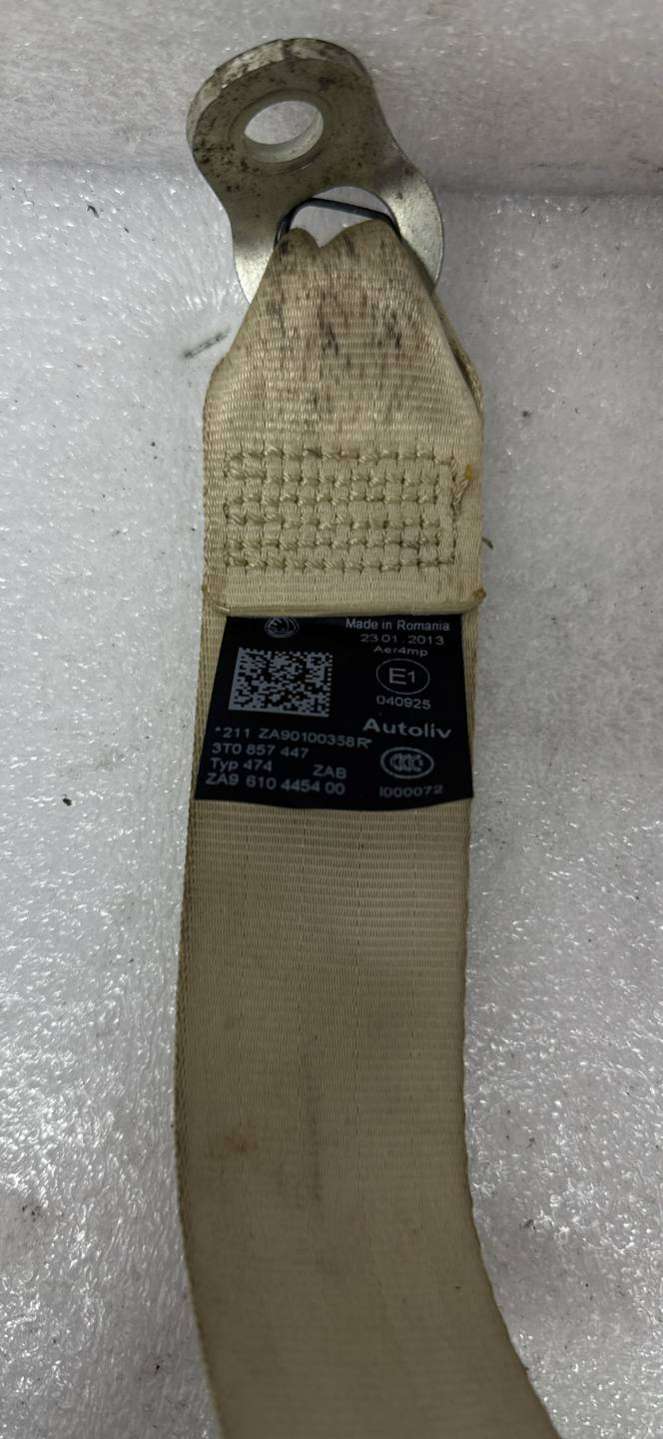 Made in Romania
23.01.2013
Aer4mp
E1
040925
Autoliv
*211 ZA90100358R*
3T0 857 447
Typ 474 ZAB
ZA9 610 4454 00
CCC
I000072